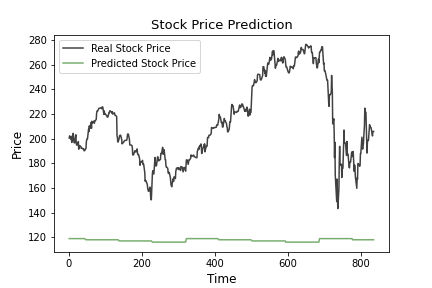 Stock Price Prediction
Real Stock Price
Predicted Stock Price
Price
280
260
240
220
200
180
160
140
120
0 200 400 600 800
Time